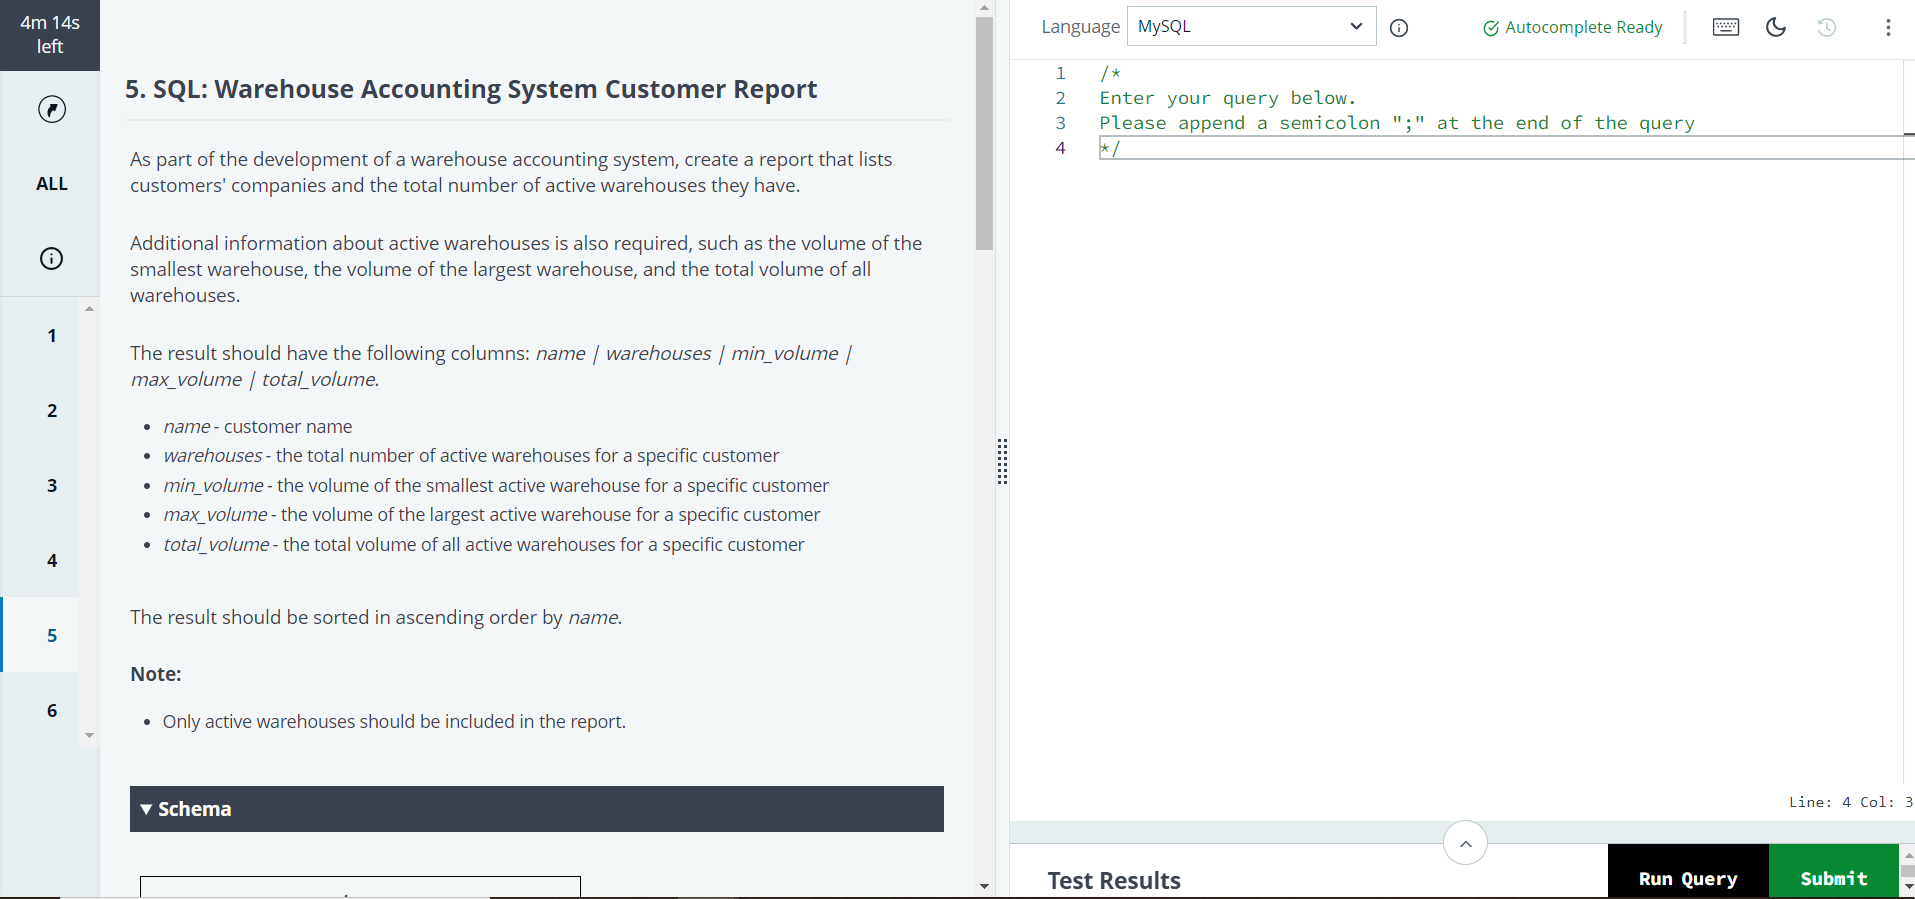 4m 14s
left
ALL
1
2
3
4
5
6
5. SQL: Warehouse Accounting System Customer Report
As part of the development of a warehouse accounting system, create a report that lists
customers' companies and the total number of active warehouses they have.
Additional information about active warehouses is also required, such as the volume of the
smallest warehouse, the volume of the largest warehouse, and the total volume of all
warehouses.
The result should have the following columns: name | warehouses | min_volume |
max_volume | total_volume.
• name - customer name
• warehouses - the total number of active warehouses for a specific customer
• min_volume - the volume of the smallest active warehouse for a specific customer
• max_volume - the volume of the largest active warehouse for a specific customer
• total_volume - the total volume of all active warehouses for a specific customer
The result should be sorted in ascending order by name.
Note:
• Only active warehouses should be included in the report.
▼ Schema
Language MySQL
Autocomplete Ready
1 /*
2 Enter your query below.
3 Please append a semicolon ";" at the end of the query
4 */
Line: 4 Col: 3
Test Results
Run Query
Submit